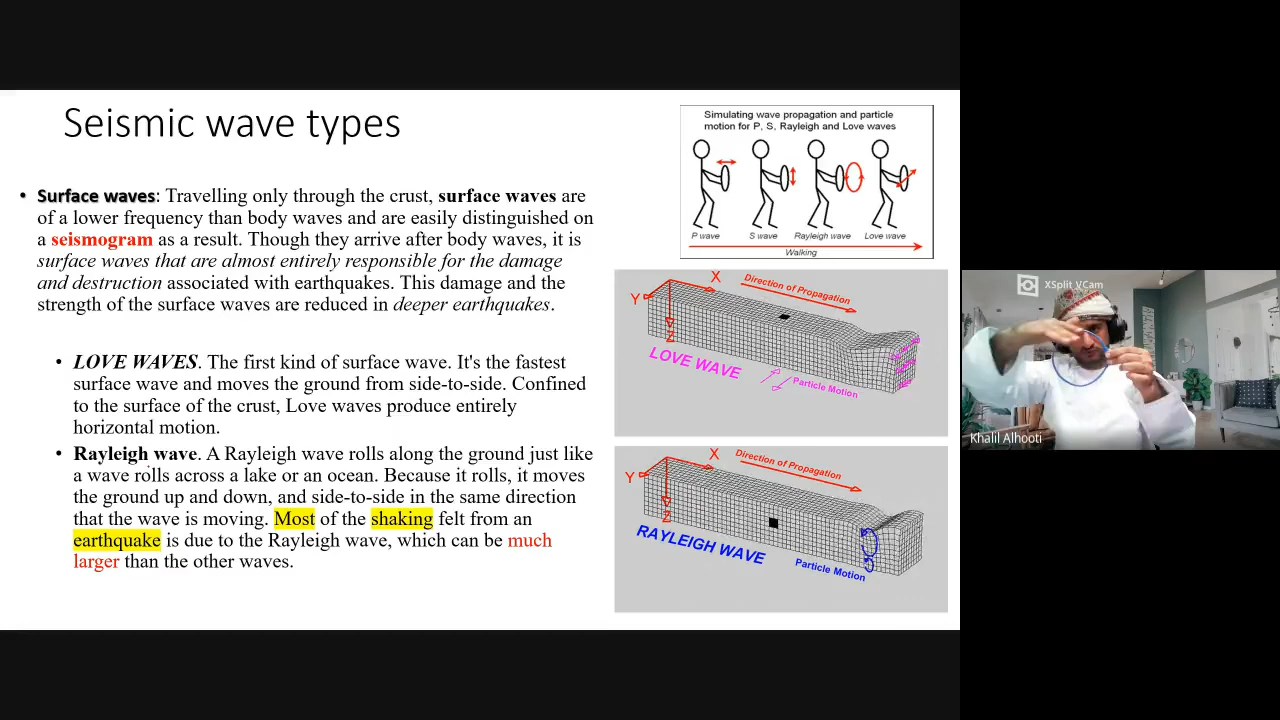 Seismic wave types
• Surface waves: Travelling only through the crust, surface waves are
of a lower frequency than body waves and are easily distinguished on
a seismogram as a result. Though they arrive after body waves, it is
surface waves that are almost entirely responsible for the damage
and destruction associated with earthquakes. This damage and the
strength of the surface waves are reduced in deeper earthquakes.
• LOVE WAVES. The first kind of surface wave. It's the fastest
surface wave and moves the ground from side-to-side. Confined
to the surface of the crust, Love waves produce entirely
horizontal motion.
• Rayleigh wave. A Rayleigh wave rolls along the ground just like
a wave rolls across a lake or an ocean. Because it rolls, it moves
the ground up and down, and side-to-side in the same direction
that the wave is moving. Most of the shaking felt from an
earthquake is due to the Rayleigh wave, which can be much
larger than the other waves.
Simulating wave propagation and particle
motion for P, S, Rayleigh and Love waves
P wave S wave Rayleigh wave Love wave
Walking
X
Y
Z
Direction of Propagation
LOVE WAVE
Particle Motion
X
Y
Z
Direction of Propagation
RAYLEIGH WAVE
Particle Motion
XSplit VCam
Khalil Alhooti